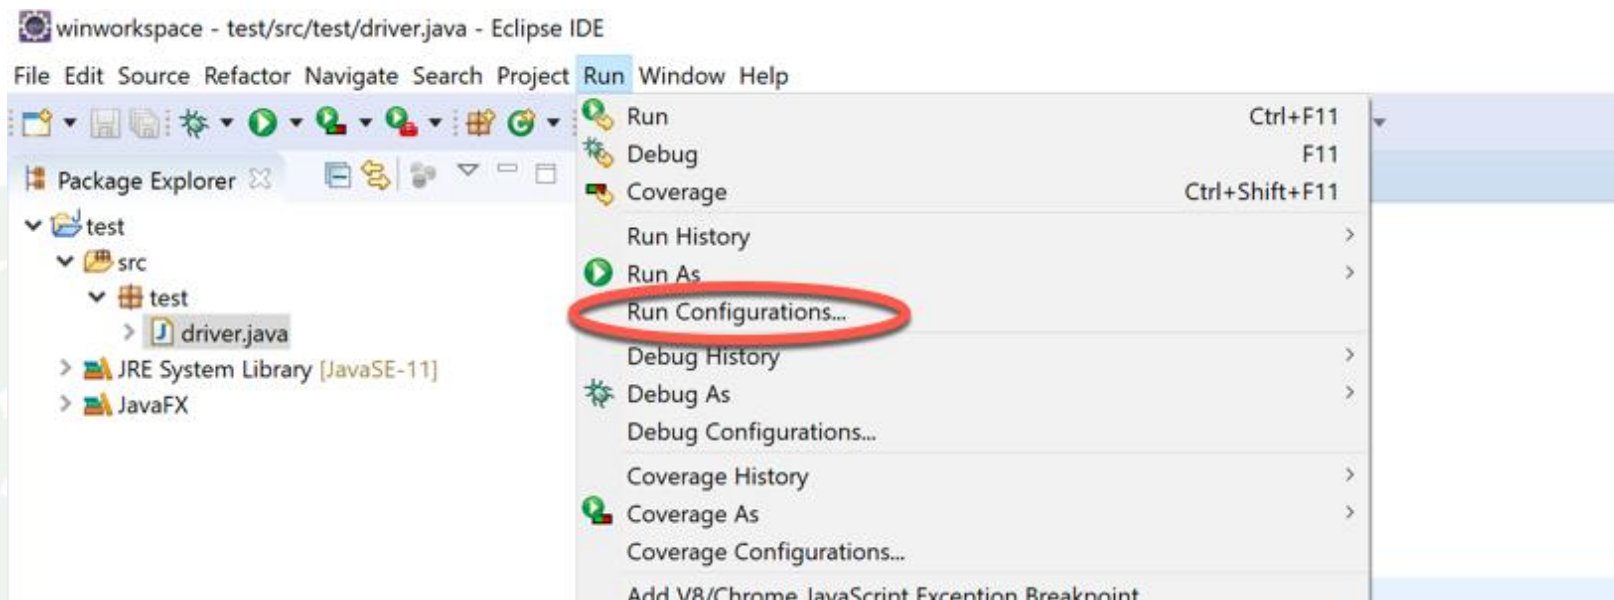 winworkspace - test/src/test/driver.java - Eclipse IDE
File Edit Source Refactor Navigate Search Project Run Window Help
Package Explorer
test
src
test
driver.java
JRE System Library [JavaSE-11]
JavaFX
Run Ctrl+F11
Debug F11
Coverage Ctrl+Shift+F11
Run History
Run As
Run Configurations...
Debug History
Debug As
Debug Configurations...
Coverage History
Coverage As
Coverage Configurations...
Add V8/Chrome JavaScript Exception Breakpoint